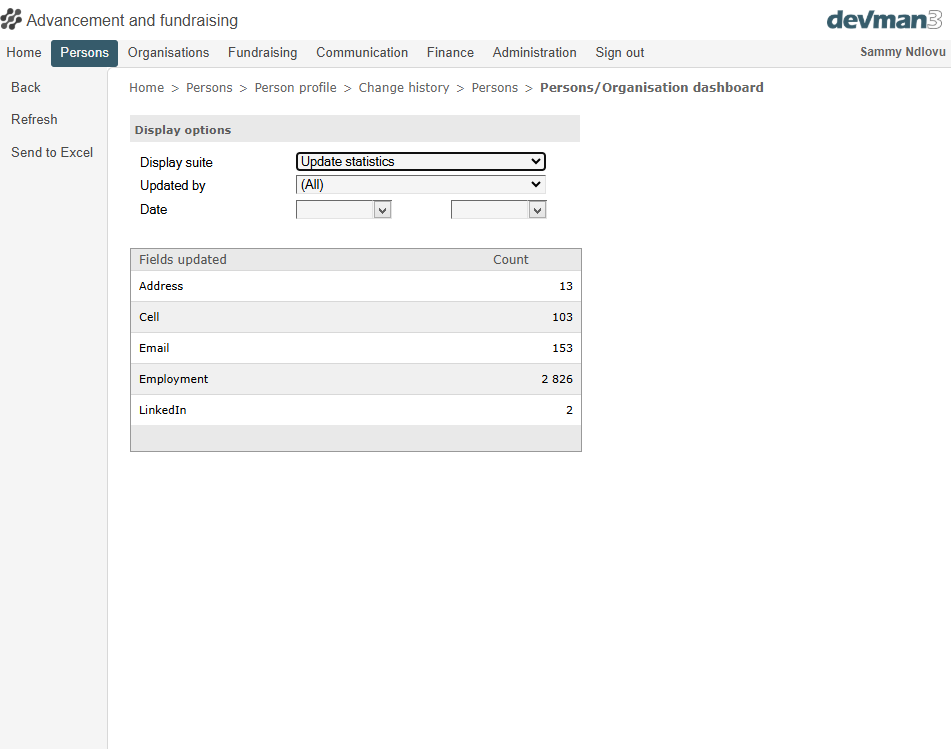 Advancement and fundraising
devman3
Home Persons Organisations Fundraising Communication Finance Administration Sign out Sammy Ndlovu
Back
Refresh
Send to Excel
Home > Persons > Person profile > Change history > Persons > Persons/Organisation dashboard
Display options
Display suite Update statistics
Updated by (All)
Date
Fields updated Count
Address 13
Cell 103
Email 153
Employment 2 826
LinkedIn 2